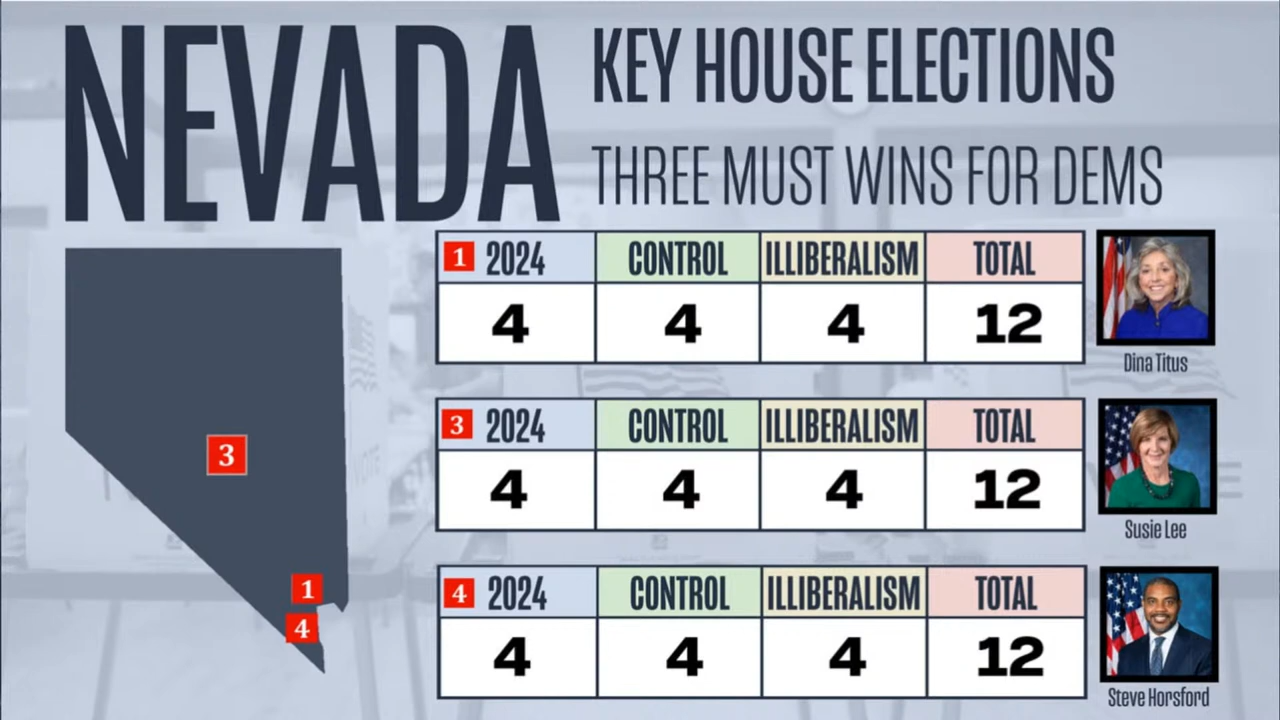 NEVADA
KEY HOUSE ELECTIONS
THREE MUST WINS FOR DEMS
1 2024 CONTROL ILLIBERALISM TOTAL
4 4 4 12
Dina Titus
3 2024 CONTROL ILLIBERALISM TOTAL
4 4 4 12
Susie Lee
4 2024 CONTROL ILLIBERALISM TOTAL
4 4 4 12
Steve Horsford
3
1
4
VOTE